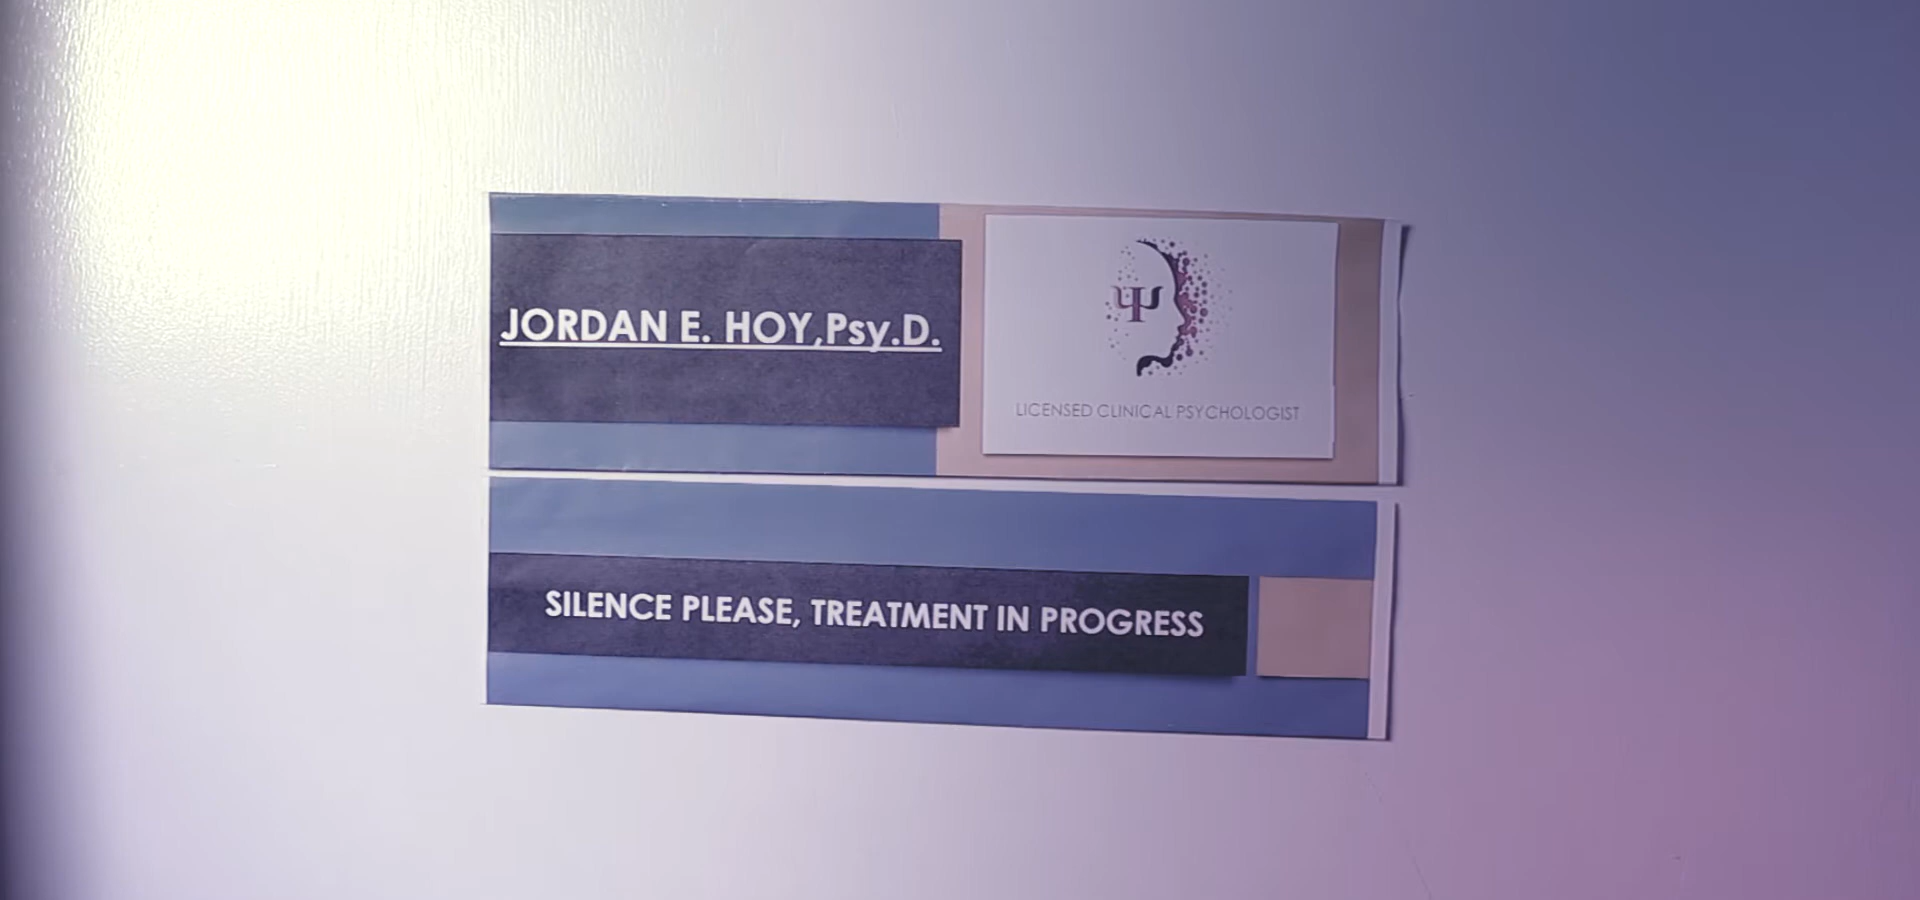 JORDAN E. HOY,Psy.D.
Ψ
LICENSED CLINICAL PSYCHOLOGIST
SILENCE PLEASE, TREATMENT IN PROGRESS